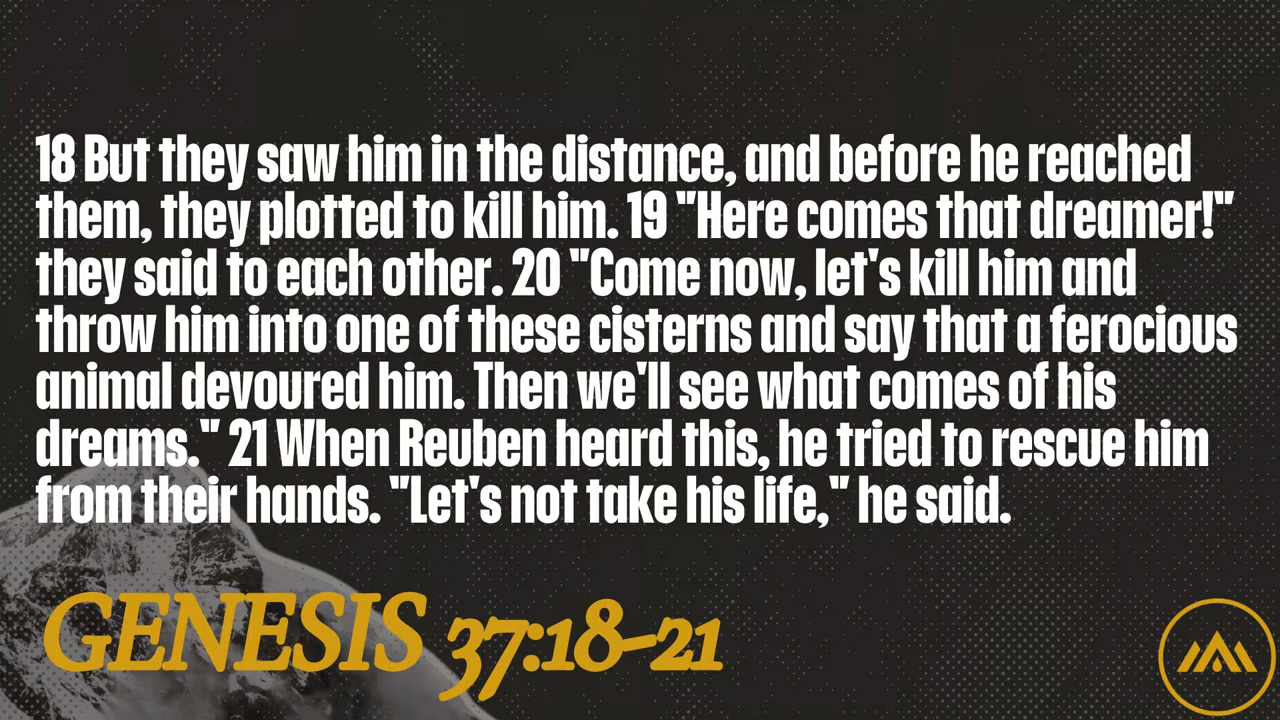 18 But they saw him in the distance, and before he reached
them, they plotted to kill him. 19 "Here comes that dreamer!"
they said to each other. 20 "Come now, let's kill him and
throw him into one of these cisterns and say that a ferocious
animal devoured him. Then we'll see what comes of his
dreams." 21 When Reuben heard this, he tried to rescue him
from their hands. "Let's not take his life," he said.
GENESIS 37:18-21